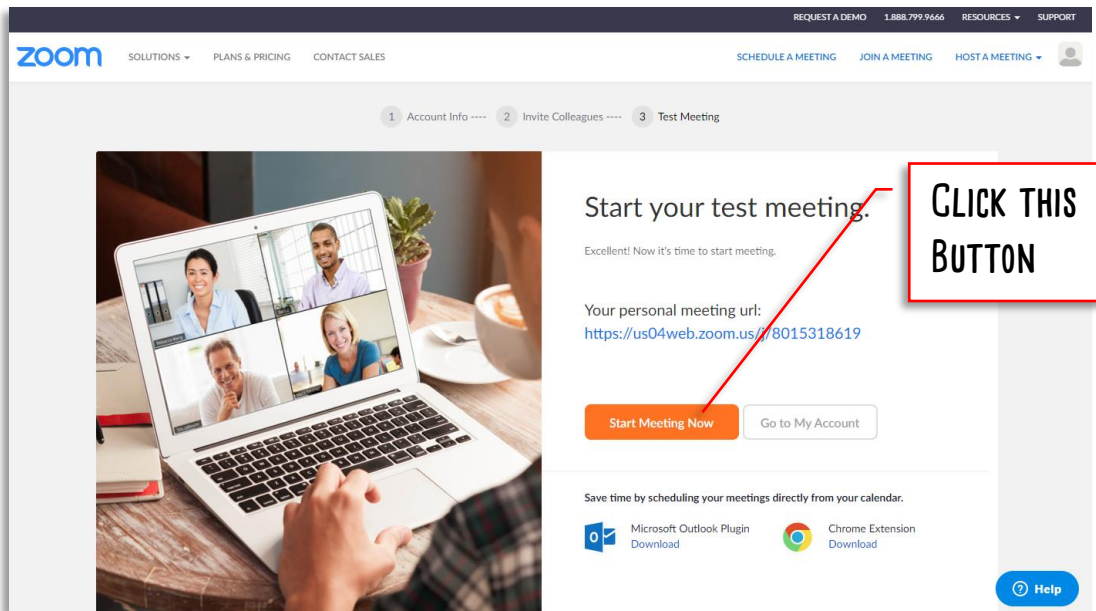 REQUEST A DEMO 1.888.799.9666 RESOURCES SUPPORT
zoom SOLUTIONS PLANS & PRICING CONTACT SALES SCHEDULE A MEETING JOIN A MEETING HOST A MEETING
1 Account Info ---- 2 Invite Colleagues ---- 3 Test Meeting
Start your test meeting.
Excellent! Now it's time to start meeting.
Your personal meeting url:
https://us04web.zoom.us/j/8015318619
Start Meeting Now Go to My Account
Save time by scheduling your meetings directly from your calendar.
Microsoft Outlook Plugin
Download
Chrome Extension
Download
Help
CLICK THIS
BUTTON